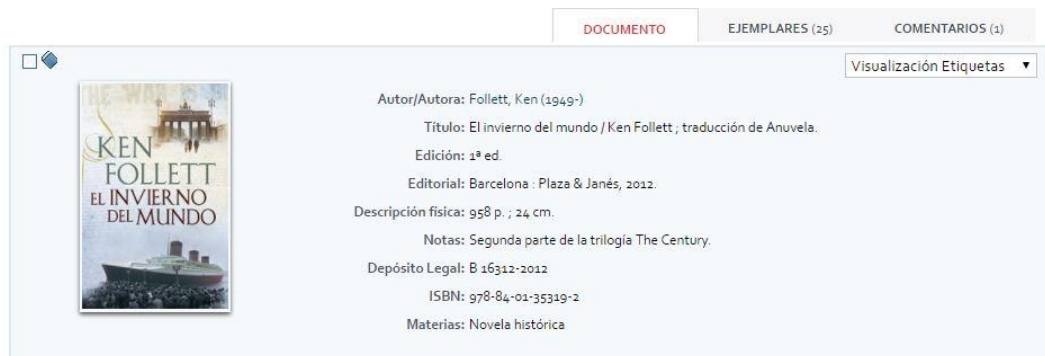 DOCUMENTO EJEMPLARES (25) COMENTARIOS (1)
Visualización Etiquetas
Autor/Autora: Follett, Ken (1949-)
Título: El invierno del mundo / Ken Follett ; traducción de Anuvela.
Edición: 1ª ed.
Editorial: Barcelona : Plaza & Janés, 2012.
Descripción física: 958 p. ; 24 cm.
Notas: Segunda parte de la trilogía The Century.
Depósito Legal: B 16312-2012
ISBN: 978-84-01-35319-2
Materias: Novela histórica
THE WAR IS
KEN
FOLLETT
EL INVIERNO
DEL MUNDO